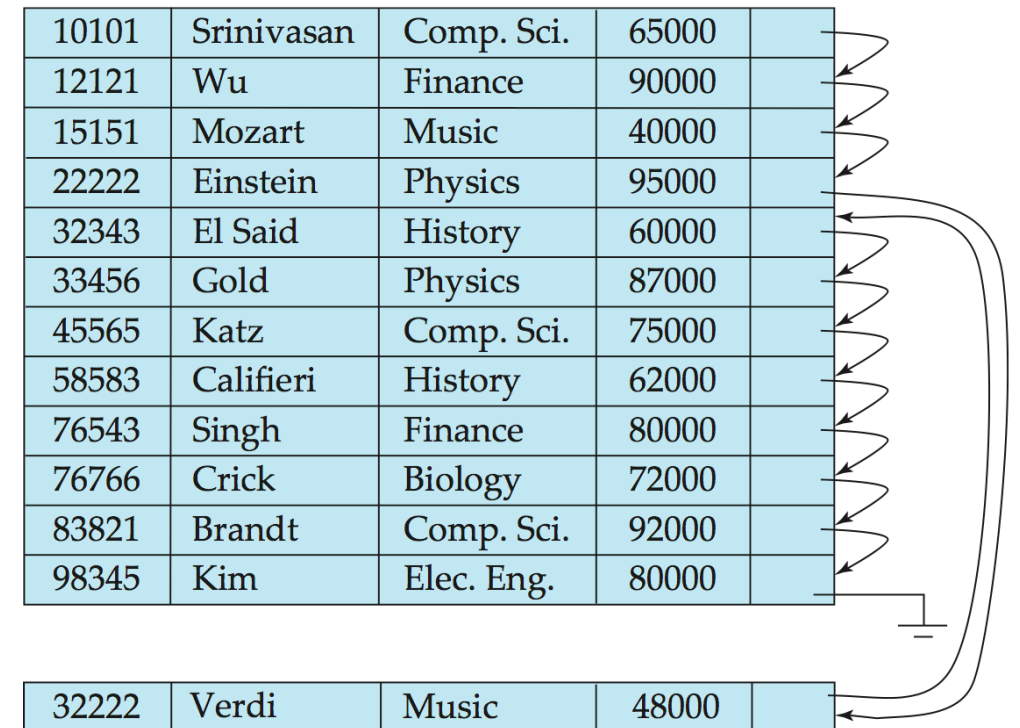 10101 Srinivasan Comp. Sci. 65000
12121 Wu Finance 90000
15151 Mozart Music 40000
22222 Einstein Physics 95000
32343 El Said History 60000
33456 Gold Physics 87000
45565 Katz Comp. Sci. 75000
58583 Califieri History 62000
76543 Singh Finance 80000
76766 Crick Biology 72000
83821 Brandt Comp. Sci. 92000
98345 Kim Elec. Eng. 80000
32222 Verdi Music 48000